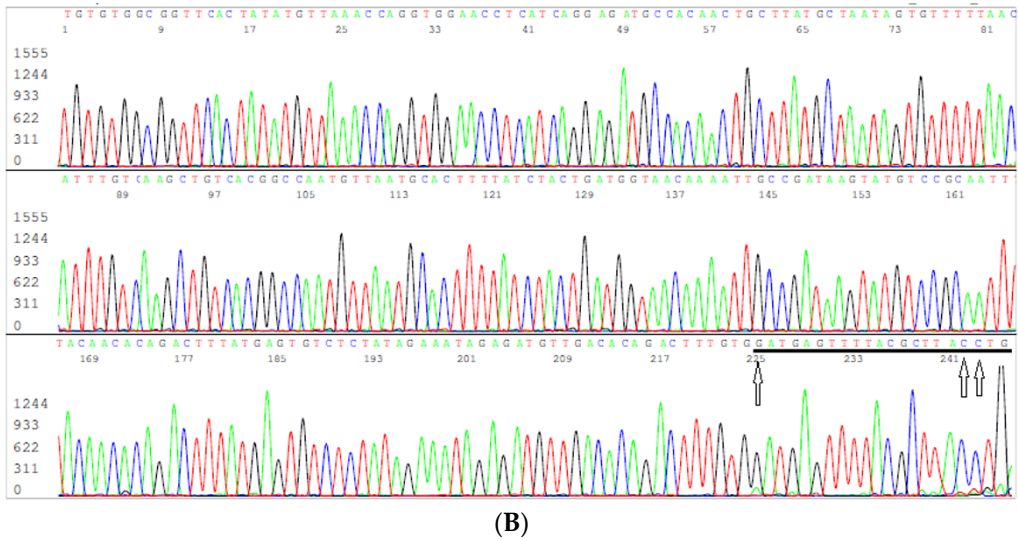 TGTGTGGCGGTTCACTATATGTTAAACCAGGTGGAACCTCATCAGGAGATGCCACAACTGCTTATGCTAATAGTGTTTTTAAC
1 9 17 25 33 41 49 57 65 73 81
1555
1244
933
622
311
0
ATTTGTCAAGCTGTCACGGCCAATGTTAATGCACTTTTATCTACTGATGGTAACAAAATTGCCGATAAGTATGTCCGCAATTT
89 97 105 113 121 129 137 145 153 161
1555
1244
933
622
311
0
TACAACACAGACTTTATGAGTGTCTCTATAGAAATAGAGATGTTGACACAGACTTTGTGGATGAGTTTTACGCTTACCTG
169 177 185 193 201 209 217 225 233 241
1244
933
622
311
0
(B)